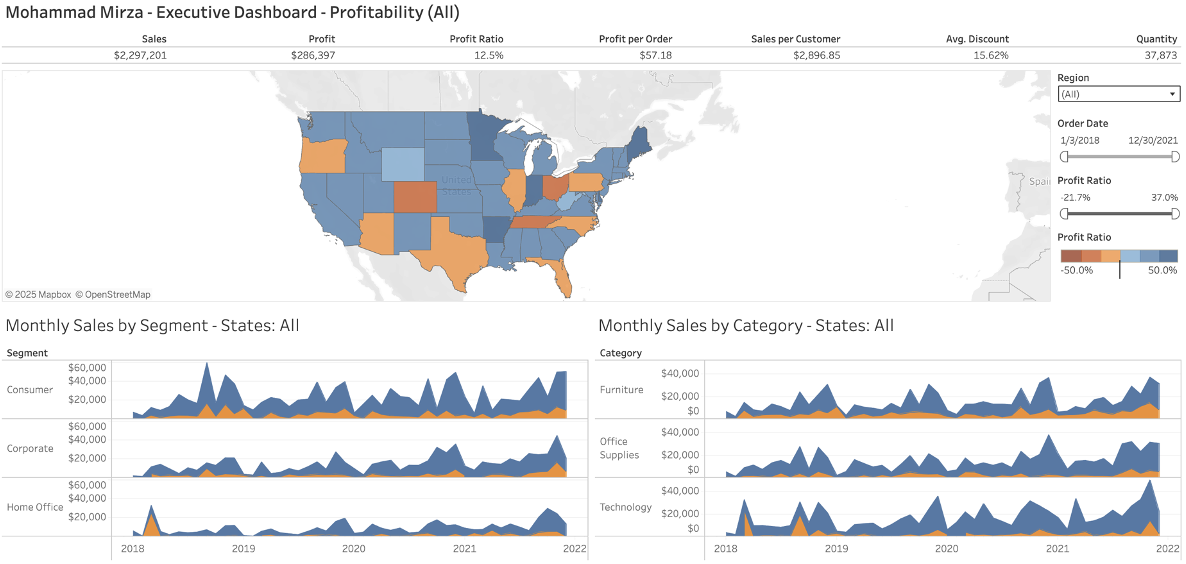 Mohammad Mirza - Executive Dashboard - Profitability (All)
Sales Profit Profit Ratio Profit per Order Sales per Customer Avg. Discount Quantity
$2,297,201 $286,397 12.5% $57.18 $2,896.85 15.62% 37,873
Region
(All)
Order Date
1/3/2018 12/30/2021
Profit Ratio
-21.7% 37.0%
Profit Ratio
-50.0% 50.0%
United
States
Spai
© 2025 Mapbox © OpenStreetMap
Monthly Sales by Segment - States: All
Segment
Consumer
$60,000
$40,000
$20,000
Corporate
$60,000
$40,000
$20,000
Home Office
$60,000
$40,000
$20,000
2018 2019 2020 2021 2022
Monthly Sales by Category - States: All
Category
Furniture
$40,000
$20,000
$0
Office
Supplies
$40,000
$20,000
$0
Technology
$40,000
$20,000
$0
2018 2019 2020 2021 2022